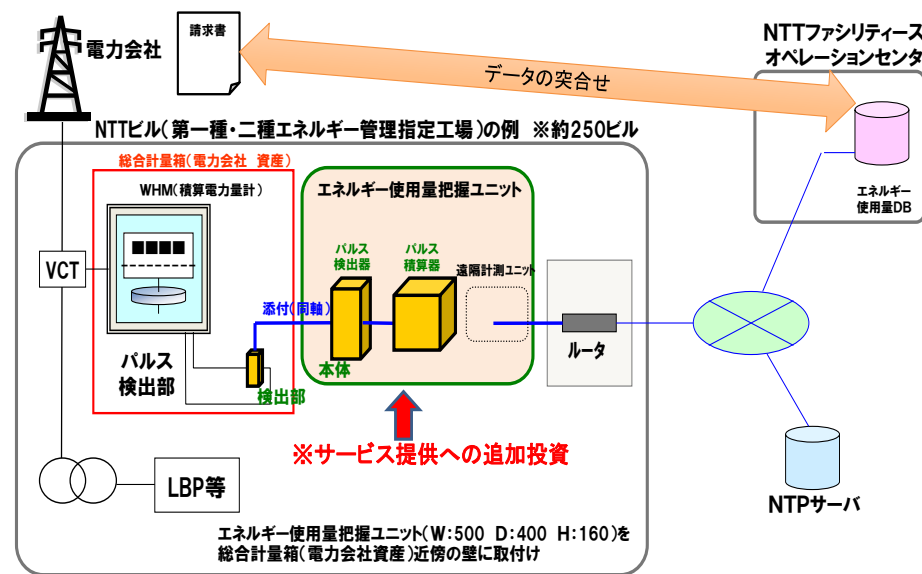 電力会社
請求書
データの突合せ
NTTファシリティーズ
オペレーションセンタ
エネルギー
使用量DB
NTTビル(第一種・二種エネルギー管理指定工場)の例 ※約250ビル
総合計量箱(電力会社 資産)
WHM(積算電力量計)
VCT
パルス
検出部
検出部
添付(同軸)
エネルギー使用量把握ユニット
パルス
検出器
パルス
積算器
遠隔計測ユニット
本体
ルータ
※サービス提供への追加投資
LBP等
NTPサーバ
エネルギー使用量把握ユニット(W:500 D:400 H:160)を
総合計量箱(電力会社資産)近傍の壁に取付け